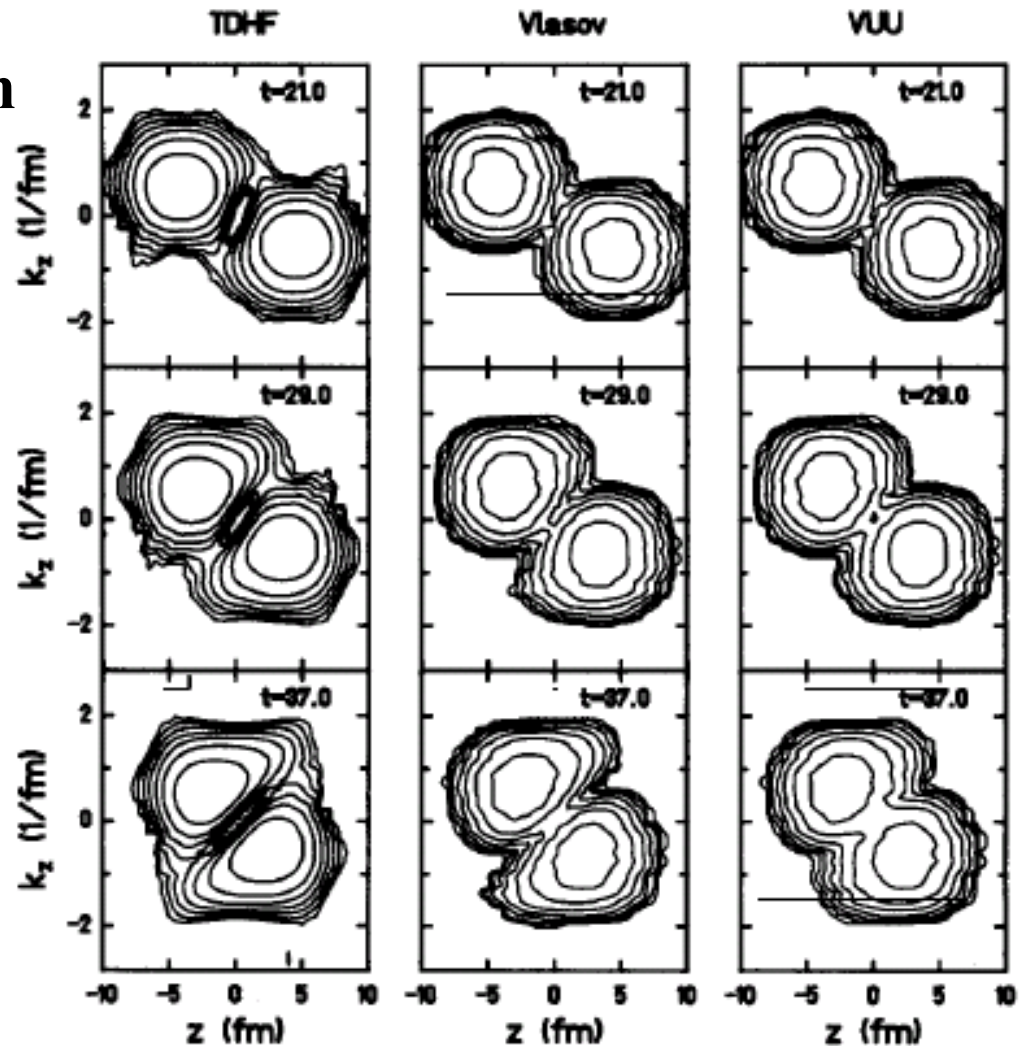 TDHF Vlasov VUU
n
t=21.0 t=21.0 t=21.0
2
0
-2
k_z (1/fm)
t=29.0 t=29.0 t=29.0
2
0
-2
k_z (1/fm)
t=37.0 t=37.0 t=37.0
2
0
-2
k_z (1/fm)
-10 -5 0 5 10 -10 -5 0 5 10 -10 -5 0 5 10
z (fm) z (fm) z (fm)